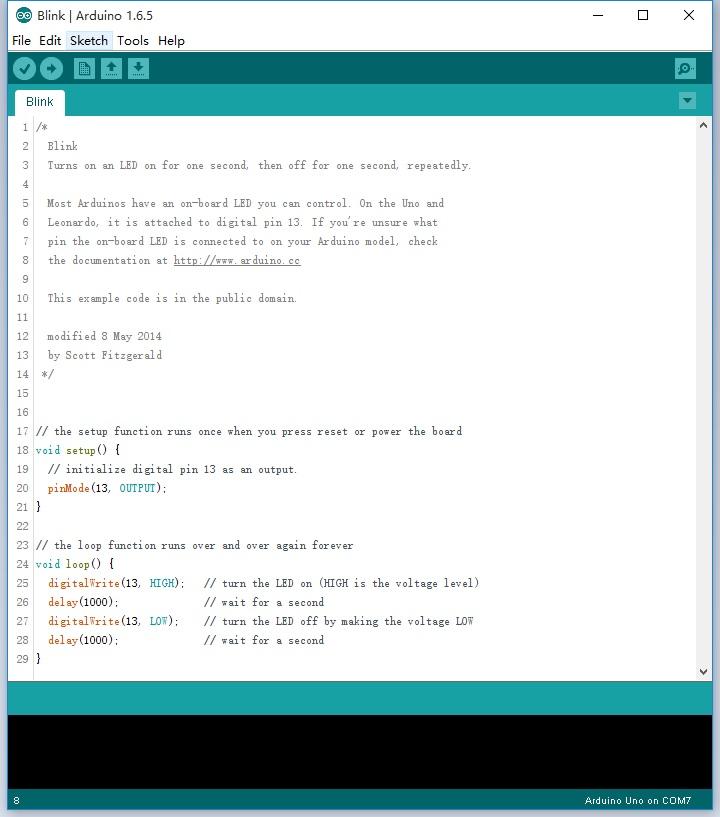 Blink | Arduino 1.6.5
File Edit Sketch Tools Help
Blink
1 /*
2   Blink
3   Turns on an LED on for one second, then off for one second, repeatedly.
4
5   Most Arduinos have an on-board LED you can control. On the Uno and
6   Leonardo, it is attached to digital pin 13. If you're unsure what
7   pin the on-board LED is connected to on your Arduino model, check
8   the documentation at http://www.arduino.cc
9
10   This example code is in the public domain.
11
12   modified 8 May 2014
13   by Scott Fitzgerald
14  */
15
16
17 // the setup function runs once when you press reset or power the board
18 void setup() {
19   // initialize digital pin 13 as an output.
20   pinMode(13, OUTPUT);
21 }
22
23 // the loop function runs over and over again forever
24 void loop() {
25   digitalWrite(13, HIGH);   // turn the LED on (HIGH is the voltage level)
26   delay(1000);              // wait for a second
27   digitalWrite(13, LOW);    // turn the LED off by making the voltage LOW
28   delay(1000);              // wait for a second
29 }
8 Arduino Uno on COM7